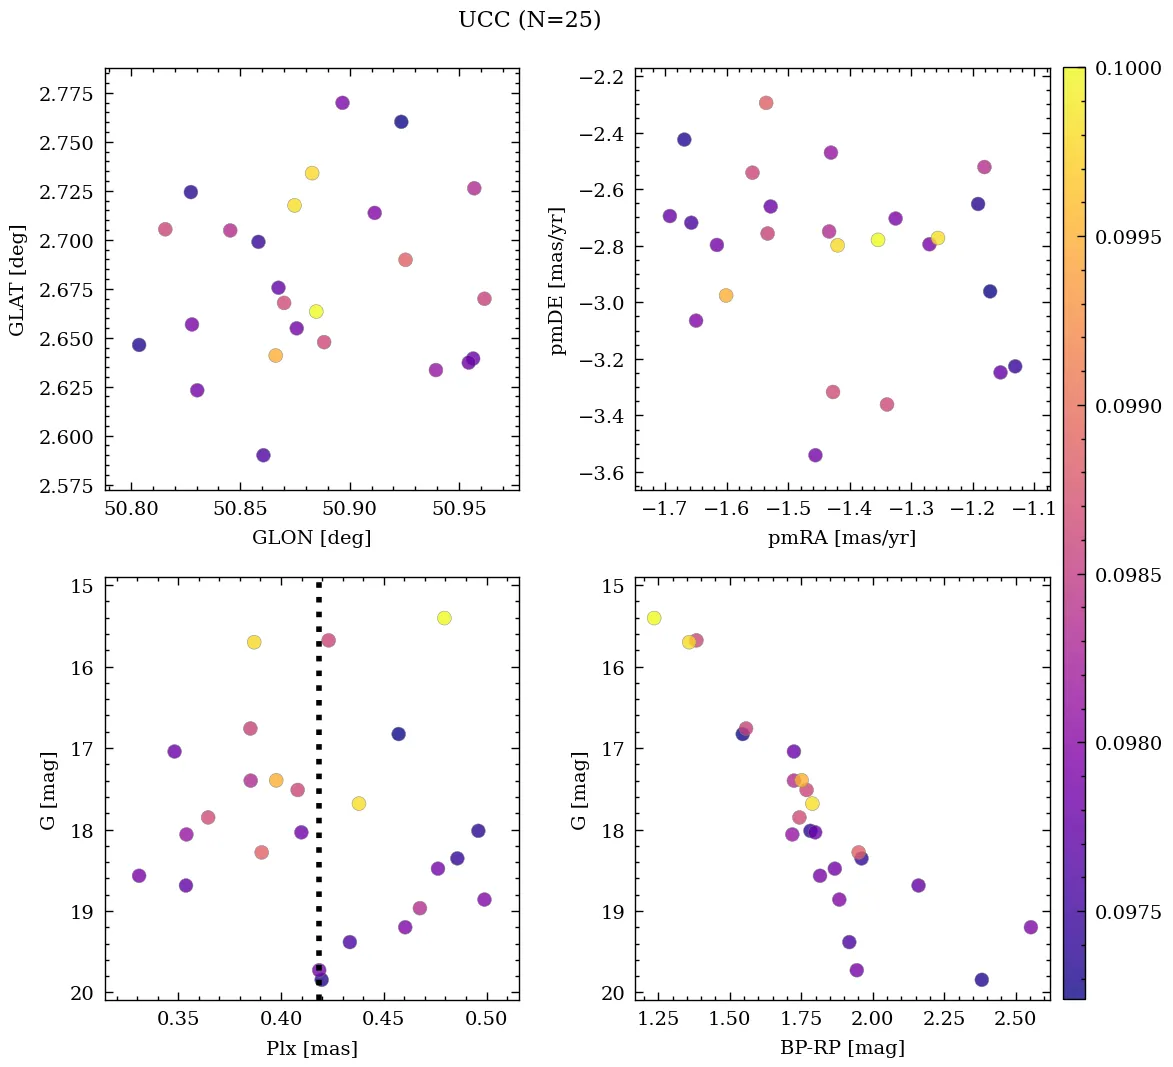 UCC (N=25)
2.775
2.750
2.725
2.700
2.675
2.650
2.625
2.600
2.575
GLAT [deg]
50.80 50.85 50.90 50.95
GLON [deg]
−2.2
−2.4
−2.6
−2.8
−3.0
−3.2
−3.4
−3.6
pmDE [mas/yr]
−1.7 −1.6 −1.5 −1.4 −1.3 −1.2 −1.1
pmRA [mas/yr]
0.1000
0.0995
0.0990
0.0985
0.0980
0.0975
15
16
17
18
19
20
G [mag]
0.35 0.40 0.45 0.50
Plx [mas]
15
16
17
18
19
20
G [mag]
1.25 1.50 1.75 2.00 2.25 2.50
BP-RP [mag]